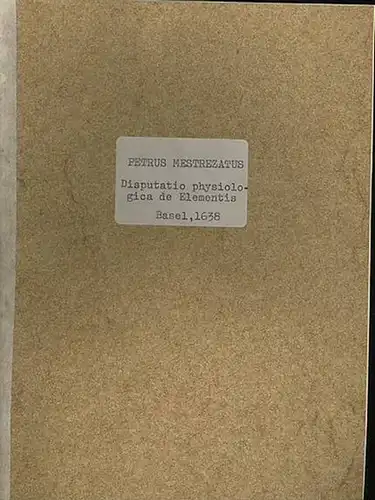 PETRUS MESTREZATUS
Disputatio physiolo-
gica de Elementis
Basel,1638